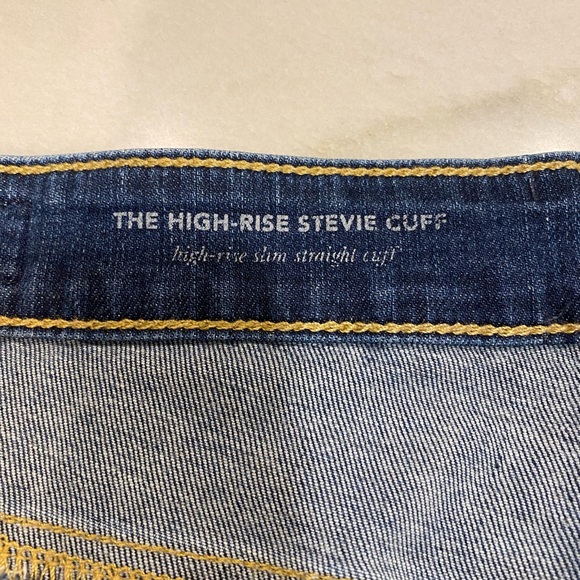 THE HIGH-RISE STEVIE CUFF
high-rise slim straight cuff